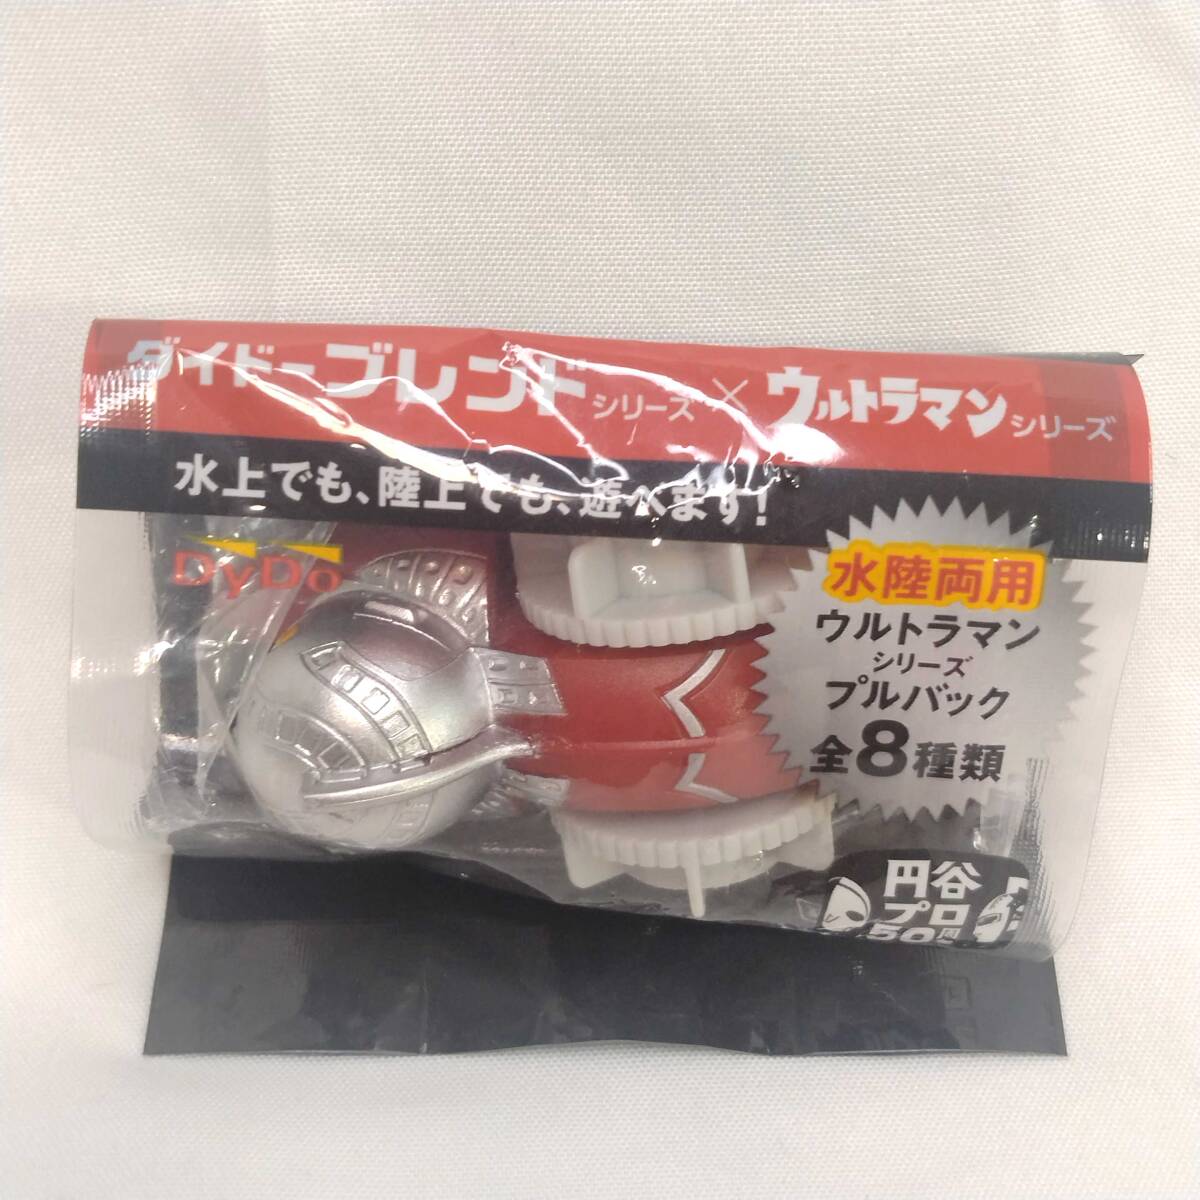 ダイドーブレンドシリーズ×ウルトラマンシリーズ
水上でも、陸上でも、遊べます!
DyDo
水陸両用
ウルトラマン
シリーズ
プルバック
全8種類
円谷
プロ
50周